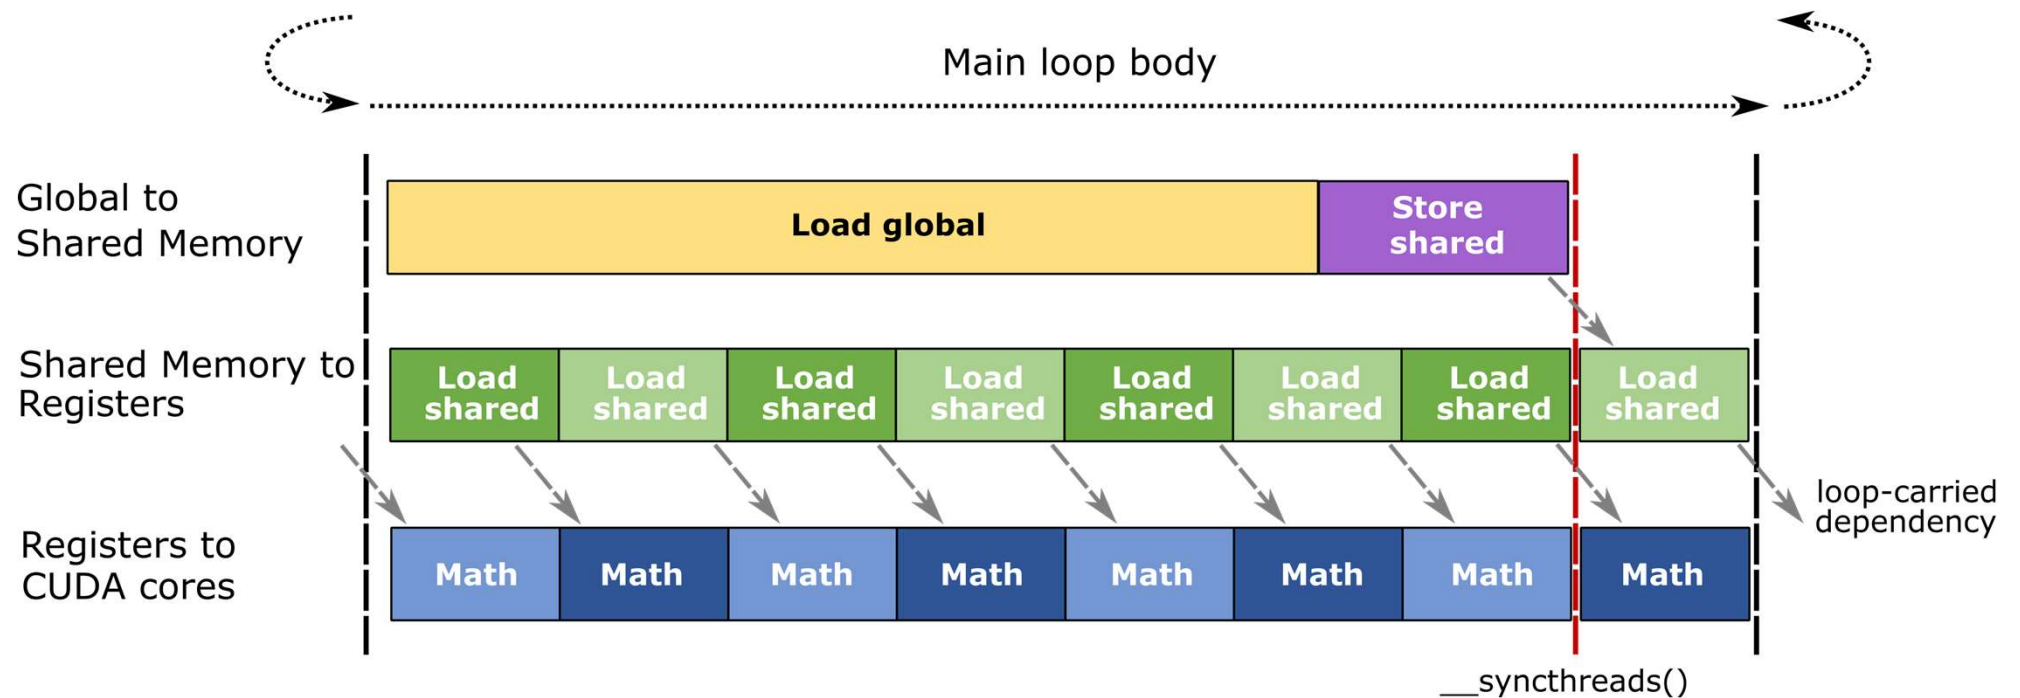 Main loop body
Global to
Shared Memory
Load global
Store
shared
Shared Memory to
Registers
Load
shared
Load
shared
Load
shared
Load
shared
Load
shared
Load
shared
Load
shared
Load
shared
loop-carried
dependency
Registers to
CUDA cores
Math
Math
Math
Math
Math
Math
Math
Math
__syncthreads()